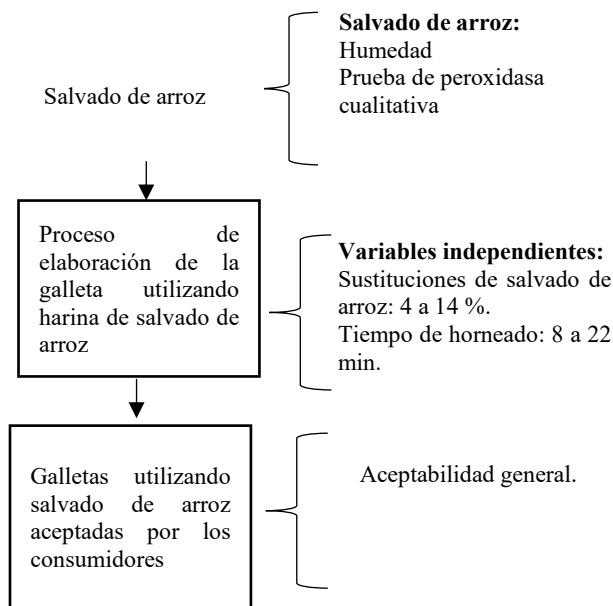 Salvado de arroz
Salvado de arroz:
Humedad
Prueba de peroxidasa
cualitativa
Proceso de
elaboración de la
galleta utilizando
harina de salvado de
arroz
Variables independientes:
Sustituciones de salvado de
arroz: 4 a 14 %.
Tiempo de horneado: 8 a 22
min.
Galletas utilizando
salvado de arroz
aceptadas por los
consumidores
Aceptabilidad general.